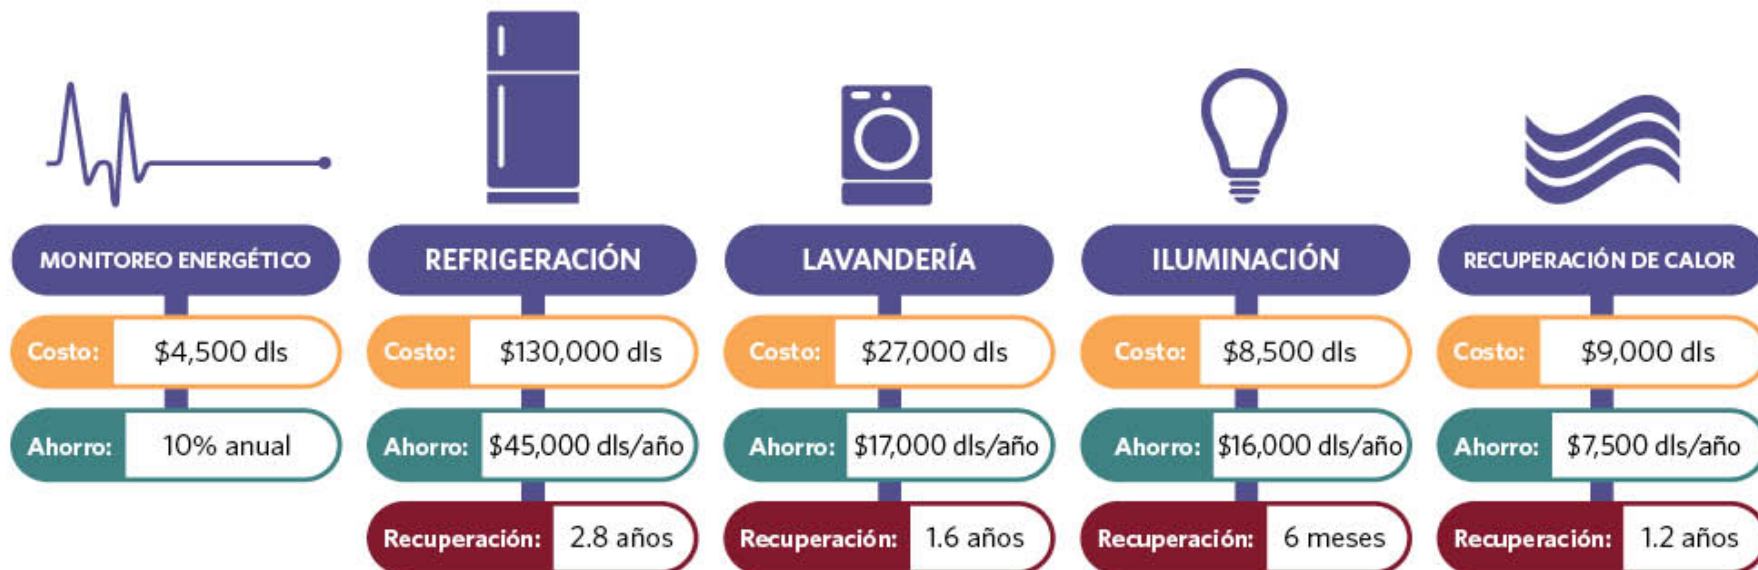 MONITOREO ENERGÉTICO
Costo: $4,500 dls
Ahorro: 10% anual
REFRIGERACIÓN
Costo: $130,000 dls
Ahorro: $45,000 dls/año
Recuperación: 2.8 años
LAVANDERÍA
Costo: $27,000 dls
Ahorro: $17,000 dls/año
Recuperación: 1.6 años
ILUMINACIÓN
Costo: $8,500 dls
Ahorro: $16,000 dls/año
Recuperación: 6 meses
RECUPERACIÓN DE CALOR
Costo: $9,000 dls
Ahorro: $7,500 dls/año
Recuperación: 1.2 años